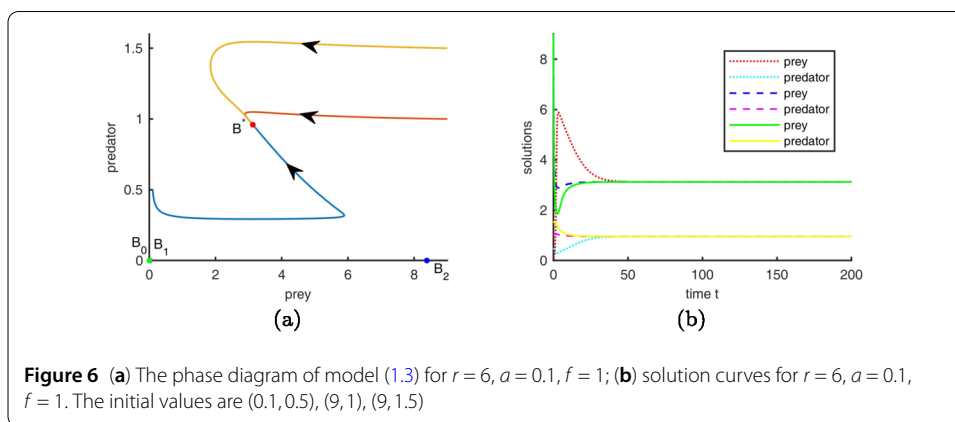 1.5
1
0.5
0
predator
B*
B0
B1
B2
0
2
4
6
8
prey
(a)
8
6
4
2
0
solutions
prey
predator
prey
predator
prey
predator
0
50
100
150
200
time t
(b)
Figure 6 (a) The phase diagram of model (1.3) for r = 6, a = 0.1, f = 1; (b) solution curves for r = 6, a = 0.1,
f = 1. The initial values are (0.1, 0.5), (9, 1), (9, 1.5)